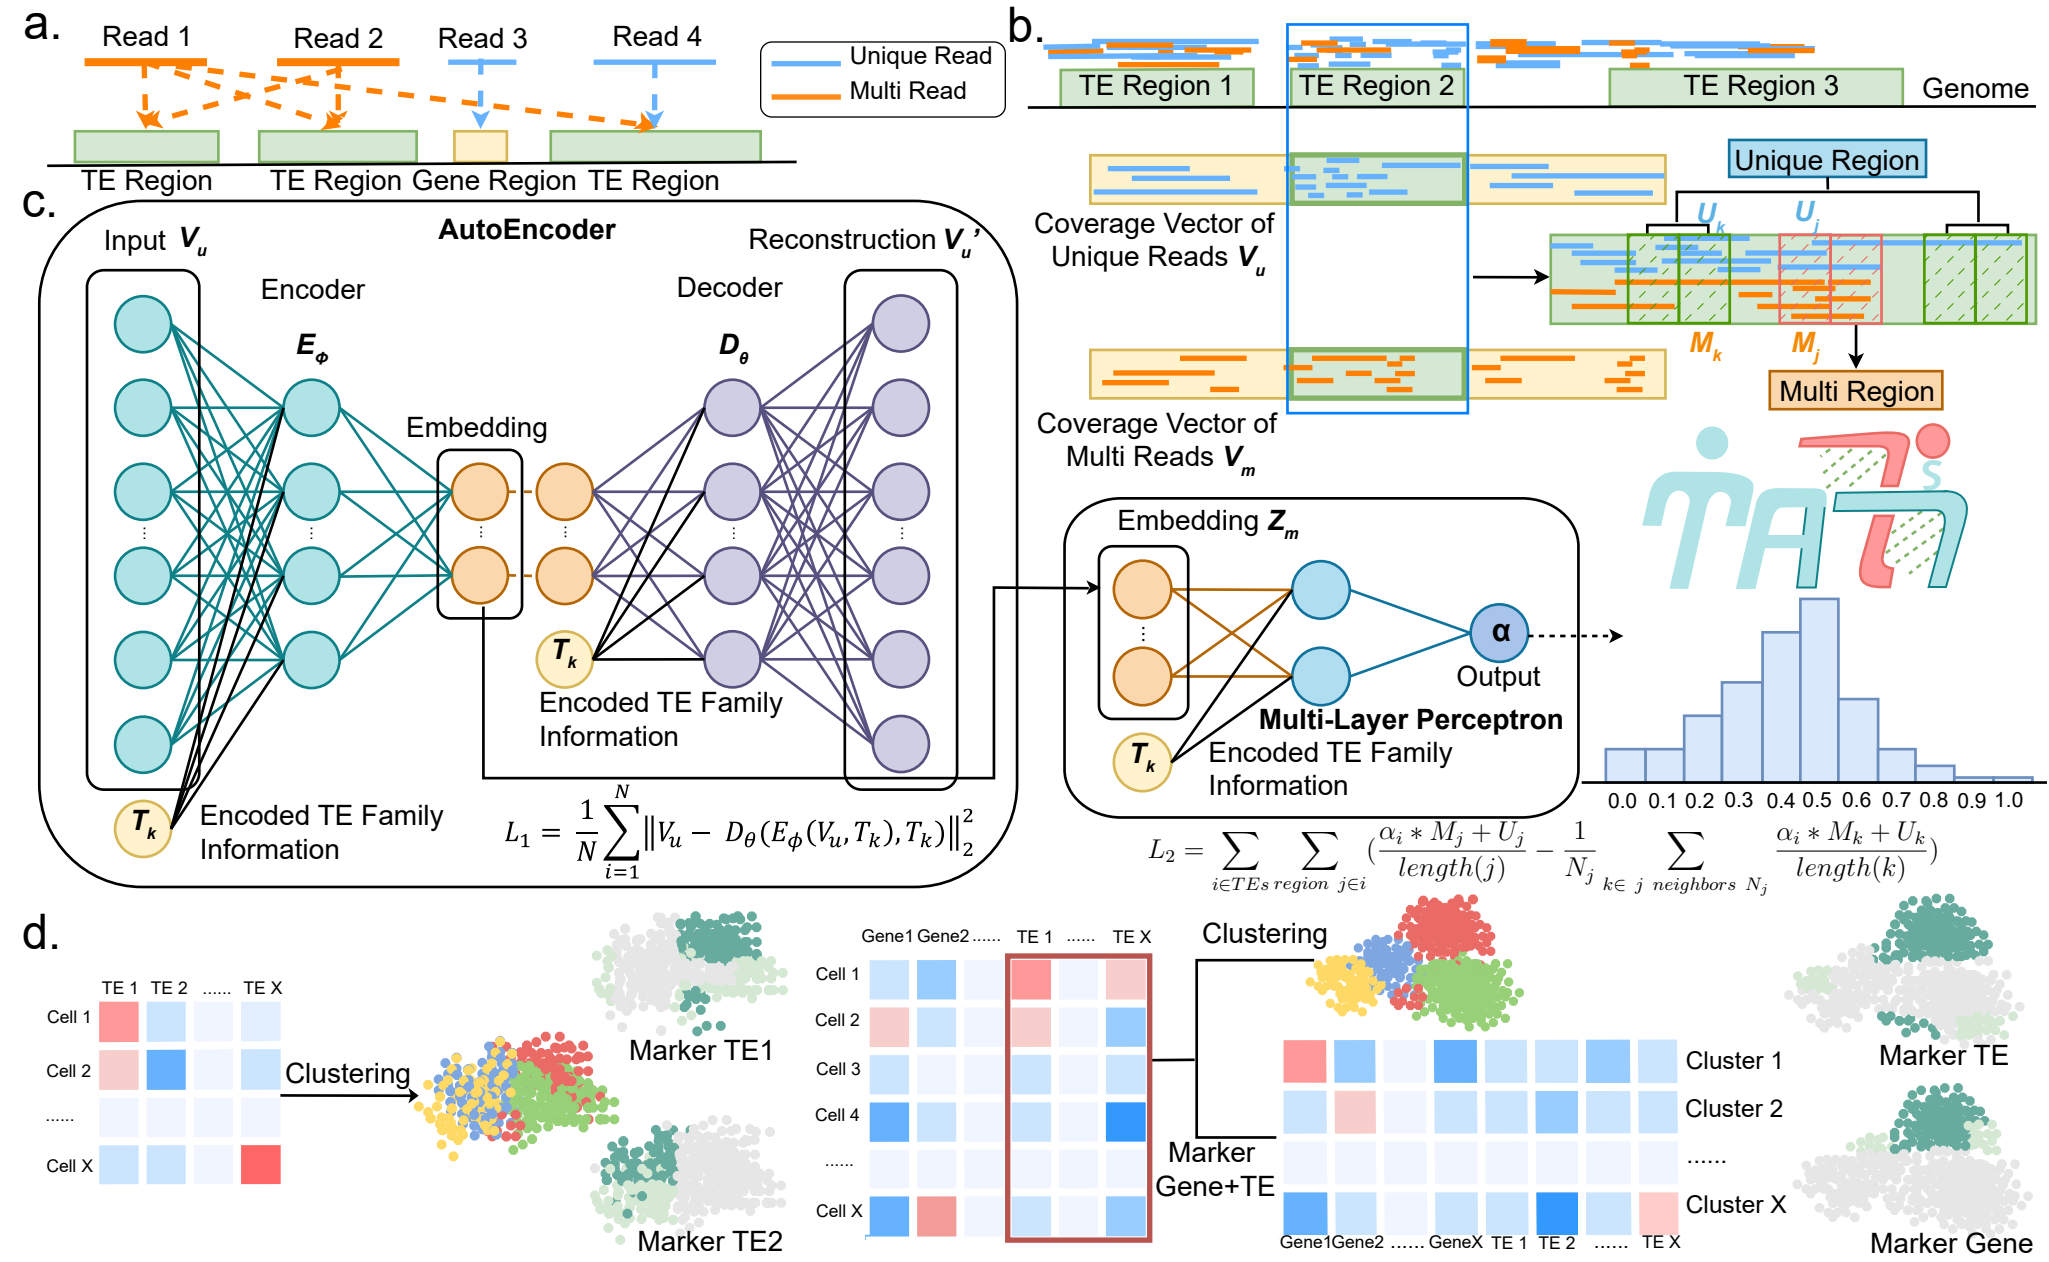 a.
Read 1
Read 2
Read 3
Read 4
Unique Read
Multi Read
TE Region
TE Region
Gene Region
TE Region
b.
TE Region 1
TE Region 2
TE Region 3
Genome
Unique Region
U_k
U_j
Coverage Vector of
Unique Reads V_u
M_k
M_j
Multi Region
Coverage Vector of
Multi Reads V_m
c.
AutoEncoder
Input V_u
Reconstruction V_u’
Encoder
Decoder
E_Φ
D_θ
Embedding
T_k
Encoded TE Family
Information
T_k
Encoded TE Family
Information
L_1 = \frac{1}{N} \sum_{i=1}^{N} ||V_u − D_θ(E_ϕ(V_u, T_k), T_k)||_2^2
Embedding Z_m
α
Output
Multi-Layer Perceptron
T_k
Encoded TE Family
Information
0.0 0.1 0.2 0.3 0.4 0.5 0.6 0.7 0.8 0.9 1.0
L_2 = \sum_{i∈TEs} \sum_{region j∈i} (\frac{α_i * M_j + U_j}{length(j)} − \frac{1}{N_j} \sum_{k∈ j neighbors N_j} \frac{α_i * M_k + U_k}{length(k)})
d.
TE 1 TE 2 ...... TE X
Cell 1
Cell 2
......
Cell X
Clustering
Marker TE1
Marker TE2
Gene1 Gene2 ...... TE 1 ...... TE X
Cell 1
Cell 2
Cell 3
Cell 4
......
Cell X
Clustering
Marker
Gene+TE
Cluster 1
Cluster 2
......
Cluster X
Gene1 Gene2 ...... GeneX TE 1 TE 2 ...... TE X
Marker TE
Marker Gene